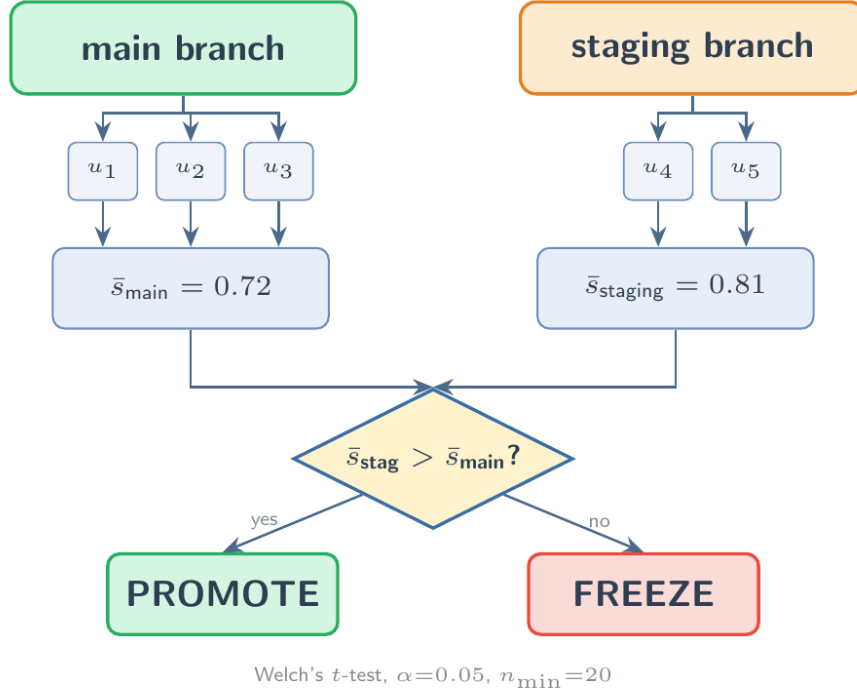 main branch
staging branch
u₁ u₂ u₃
u₄ u₅
s̄main = 0.72
s̄staging = 0.81
s̄stag > s̄main?
yes
no
PROMOTE
FREEZE
Welch's t-test, α=0.05, nmin=20